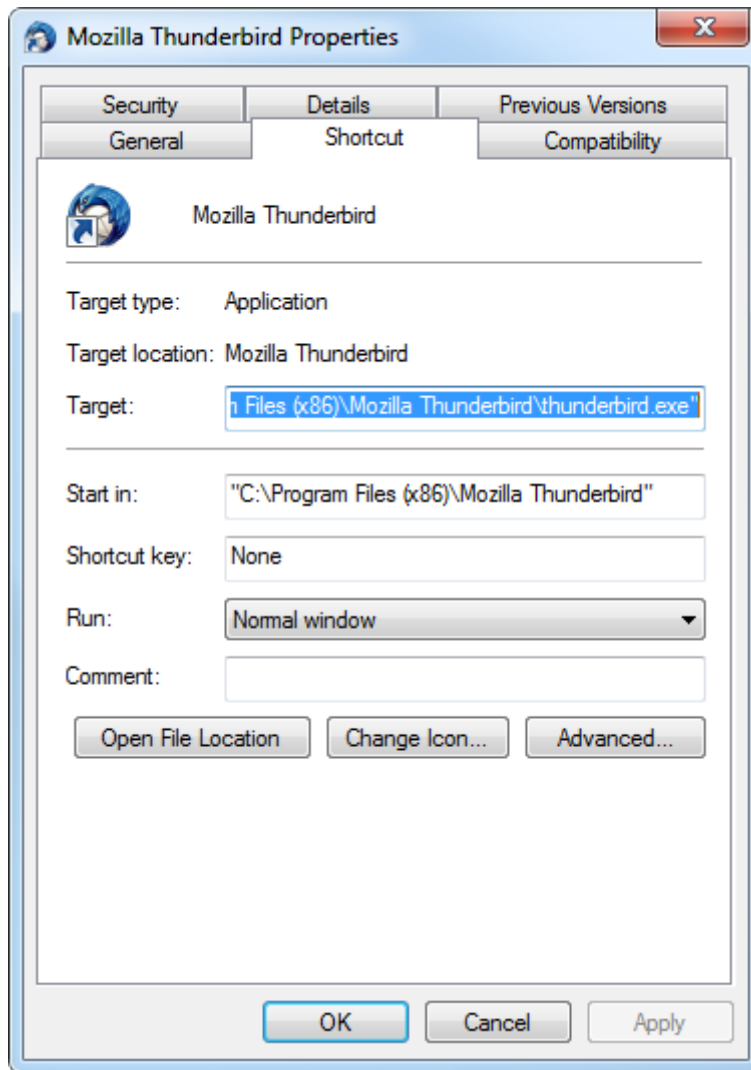 Mozilla Thunderbird Properties
Security Details Previous Versions
General Shortcut Compatibility
Mozilla Thunderbird
Target type: Application
Target location: Mozilla Thunderbird
Target: n Files (x86)\Mozilla Thunderbird\thunderbird.exe"
Start in: "C:\Program Files (x86)\Mozilla Thunderbird"
Shortcut key: None
Run: Normal window
Comment:
Open File Location Change Icon... Advanced...
OK Cancel Apply